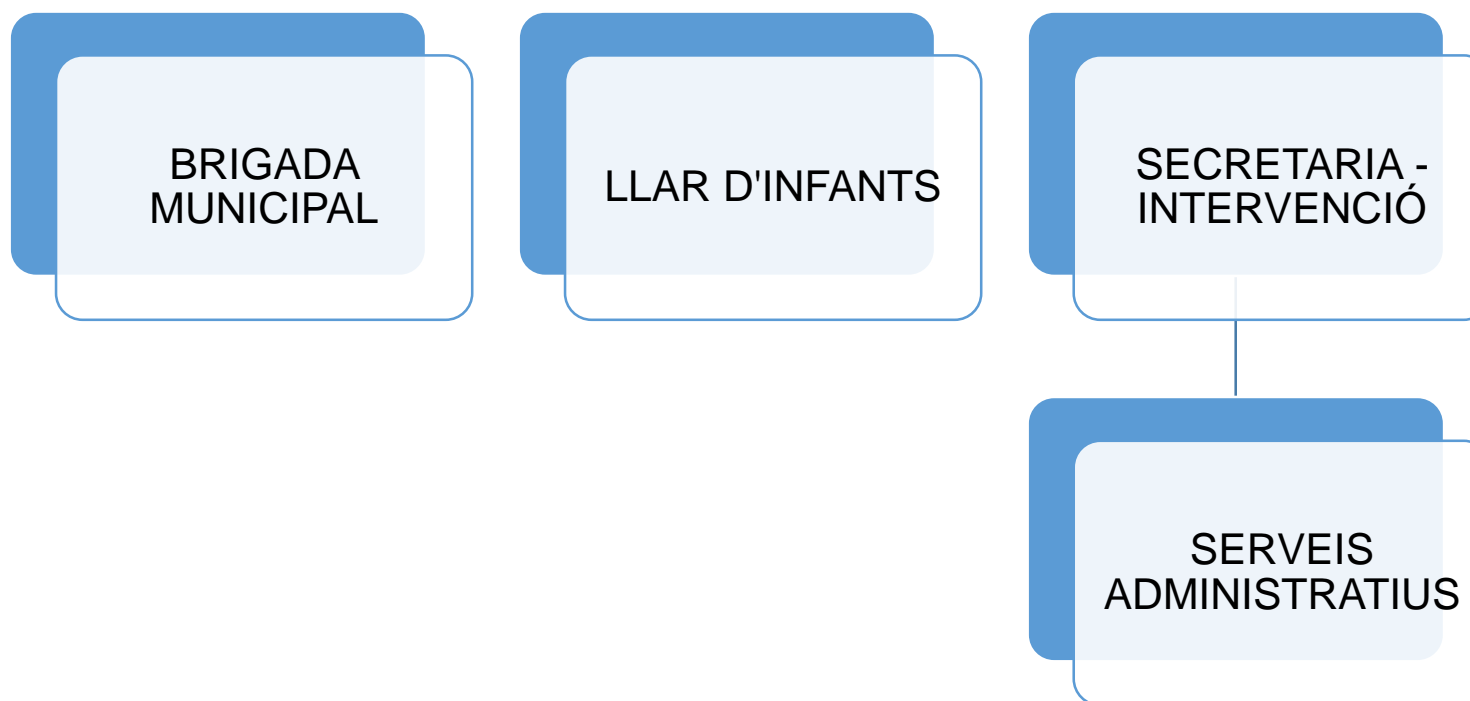 BRIGADA
MUNICIPAL
LLAR D'INFANTS
SECRETARIA -
INTERVENCIÓ
SERVEIS
ADMINISTRATIUS